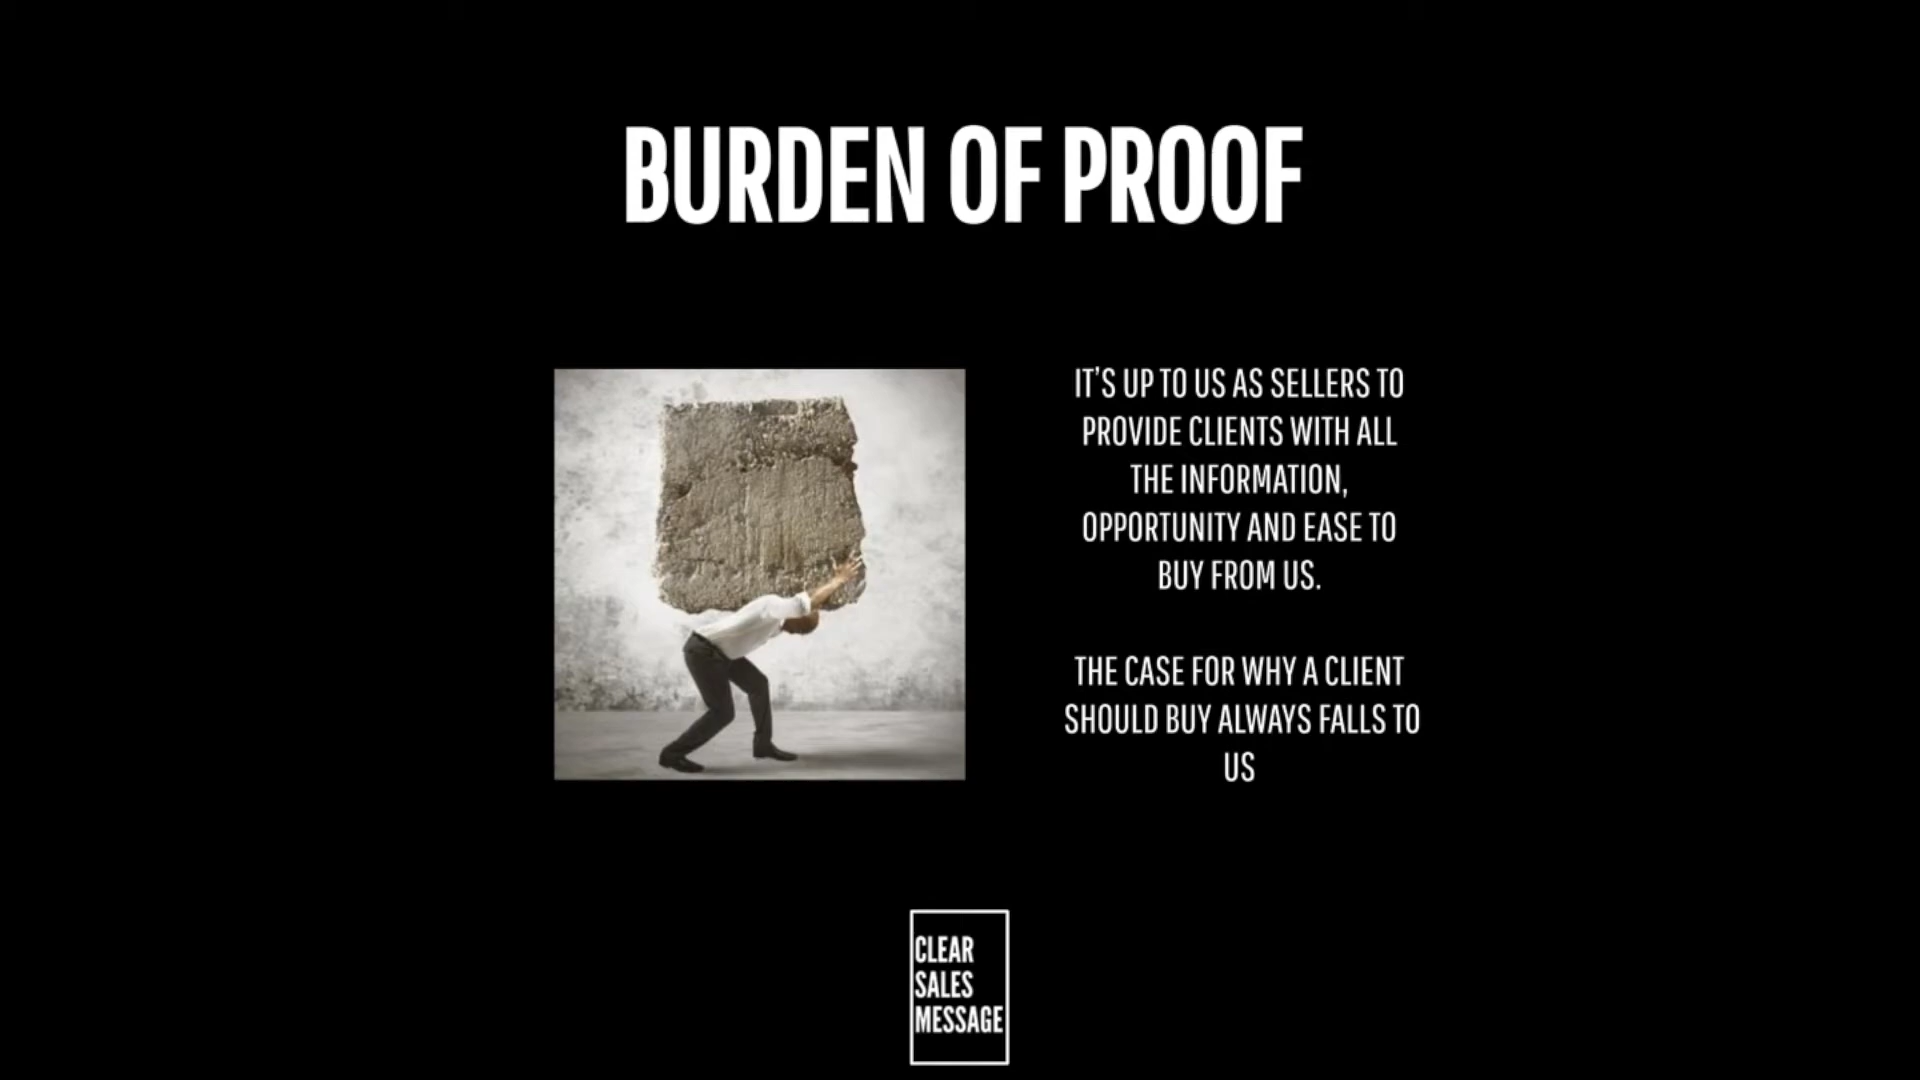 BURDEN OF PROOF
IT'S UP TO US AS SELLERS TO
PROVIDE CLIENTS WITH ALL
THE INFORMATION,
OPPORTUNITY AND EASE TO
BUY FROM US.
THE CASE FOR WHY A CLIENT
SHOULD BUY ALWAYS FALLS TO
US
CLEAR
SALES
MESSAGE